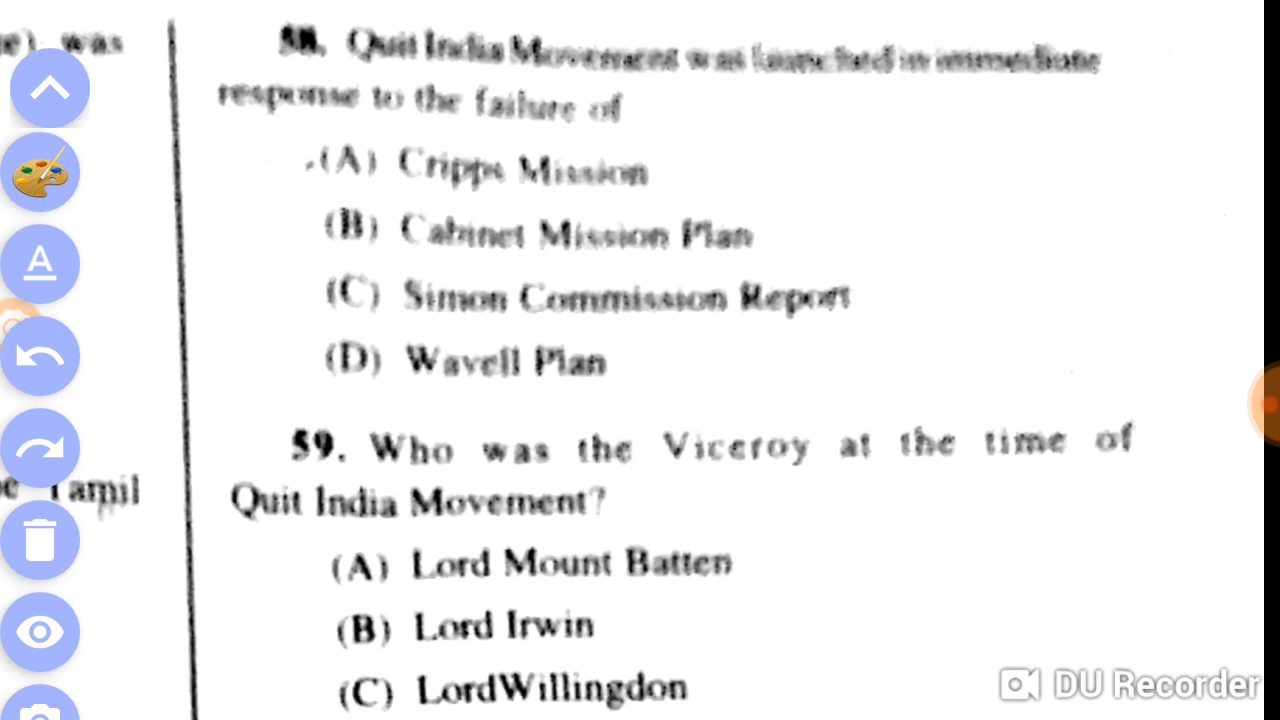 e) was
58. Quit India Movement was launched in immediate
response to the failure of
(A) Cripps Mission
(B) Cabinet Mission Plan
(C) Simon Commission Report
(D) Wavell Plan
59. Who was the Viceroy at the time of
Quit India Movement?
e Tamil
(A) Lord Mount Batten
(B) Lord Irwin
(C) LordWillingdon
A
DU Recorder